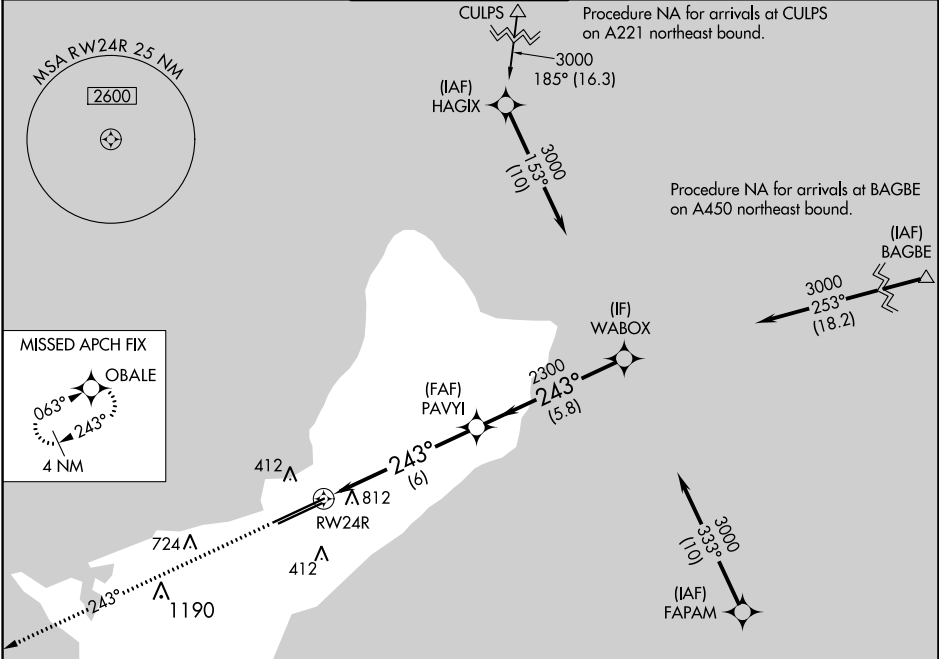 CULPS
Procedure NA for arrivals at CULPS
on A221 northeast bound.
MSA RW24R 25 NM
2600
3000
185° (16.3)
(IAF)
HAGIX
3000
153°
(10)
Procedure NA for arrivals at BAGBE
on A450 northeast bound.
(IAF)
BAGBE
3000
253°
(18.2)
(IF)
WABOX
MISSED APCH FIX
OBALE
063°
243°
4 NM
2300
243°
(5.8)
(FAF)
PAVYI
243°
(6)
412
812
RW24R
724
412
3000
333°
(10)
(IAF)
FAPAM
243°
1190